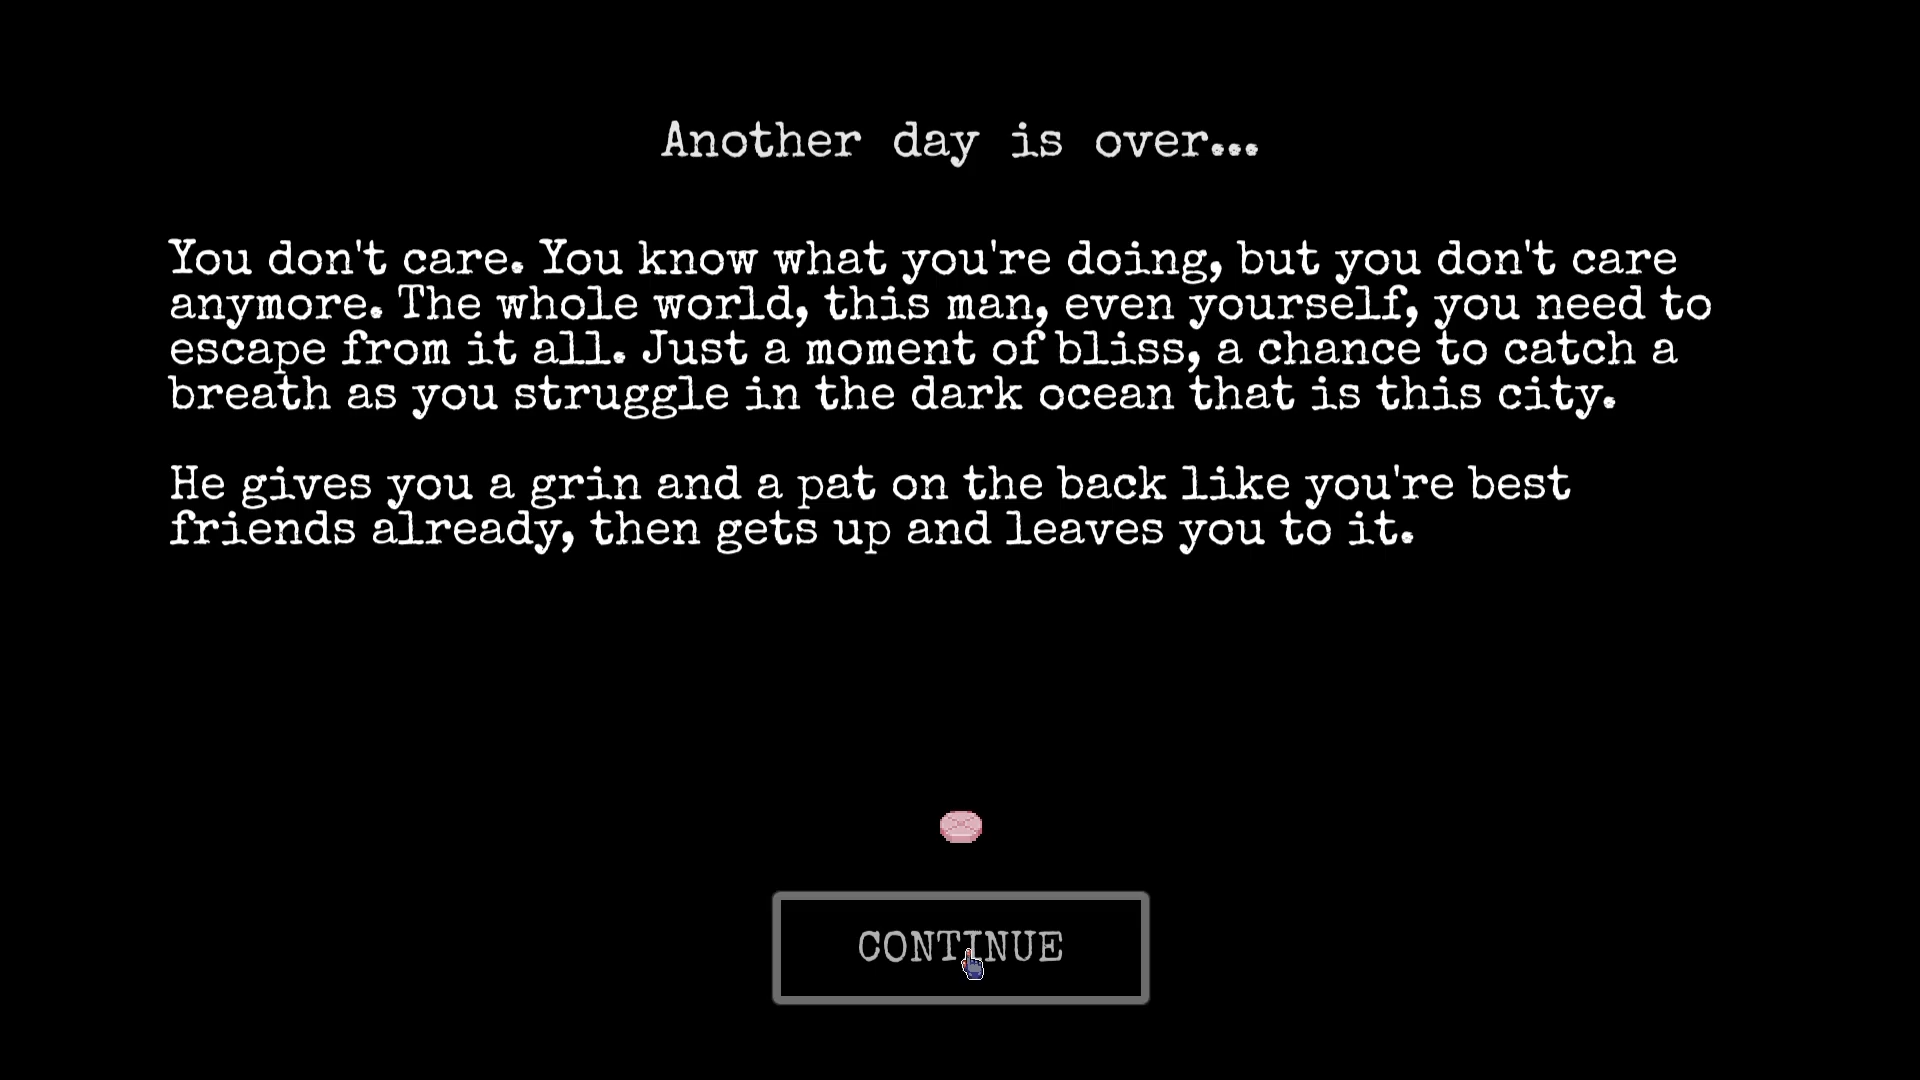 Another day is over...
You don't care. You know what you're doing, but you don't care
anymore. The whole world, this man, even yourself, you need to
escape from it all. Just a moment of bliss, a chance to catch a
breath as you struggle in the dark ocean that is this city.
He gives you a grin and a pat on the back like you're best
friends already, then gets up and leaves you to it.
CONTINUE